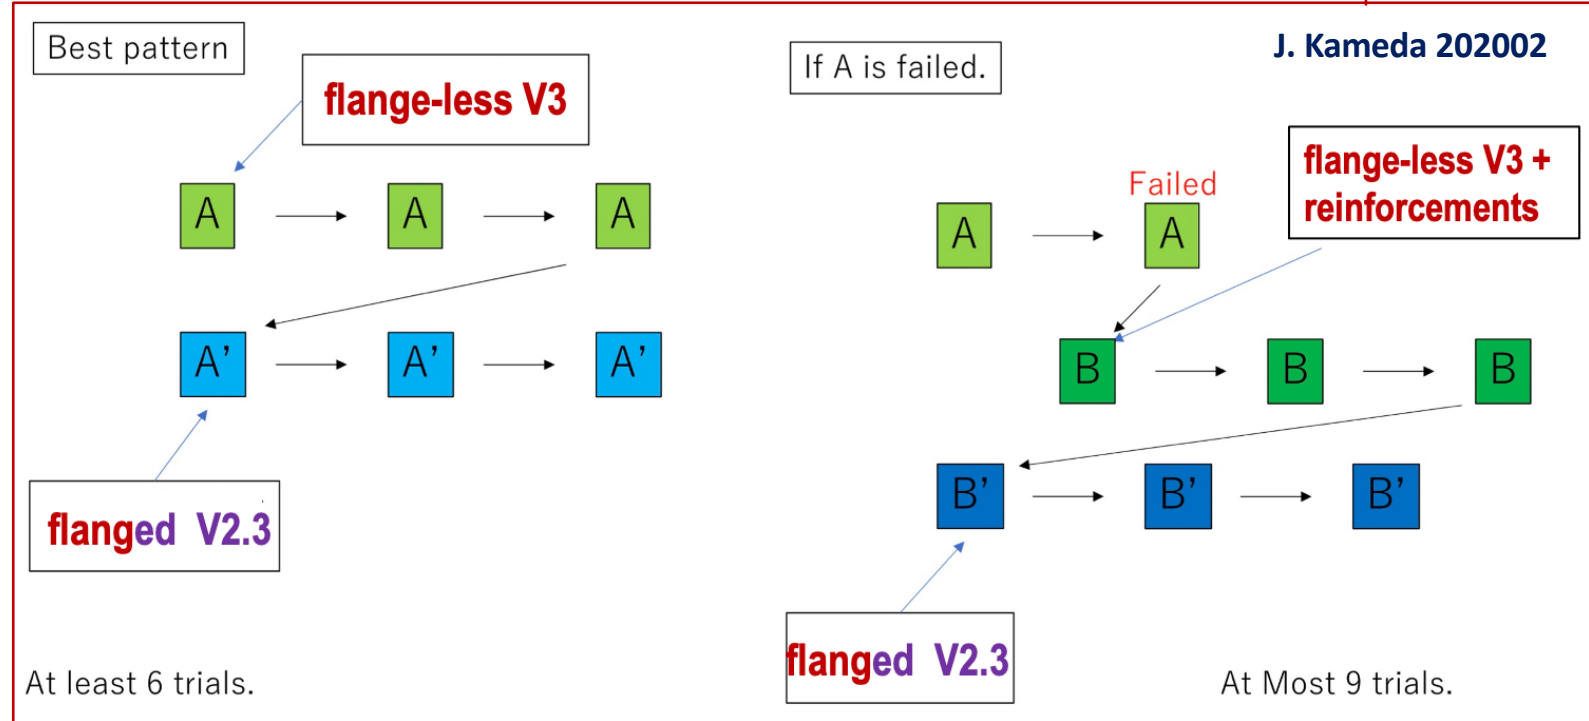 Best pattern
flange-less V3
A
A
A
A’
A’
A’
flanged V2.3
At least 6 trials.
J. Kameda 202002
If A is failed.
flange-less V3 +
reinforcements
Failed
A
A
B
B
B
B’
B’
B’
flanged V2.3
At Most 9 trials.